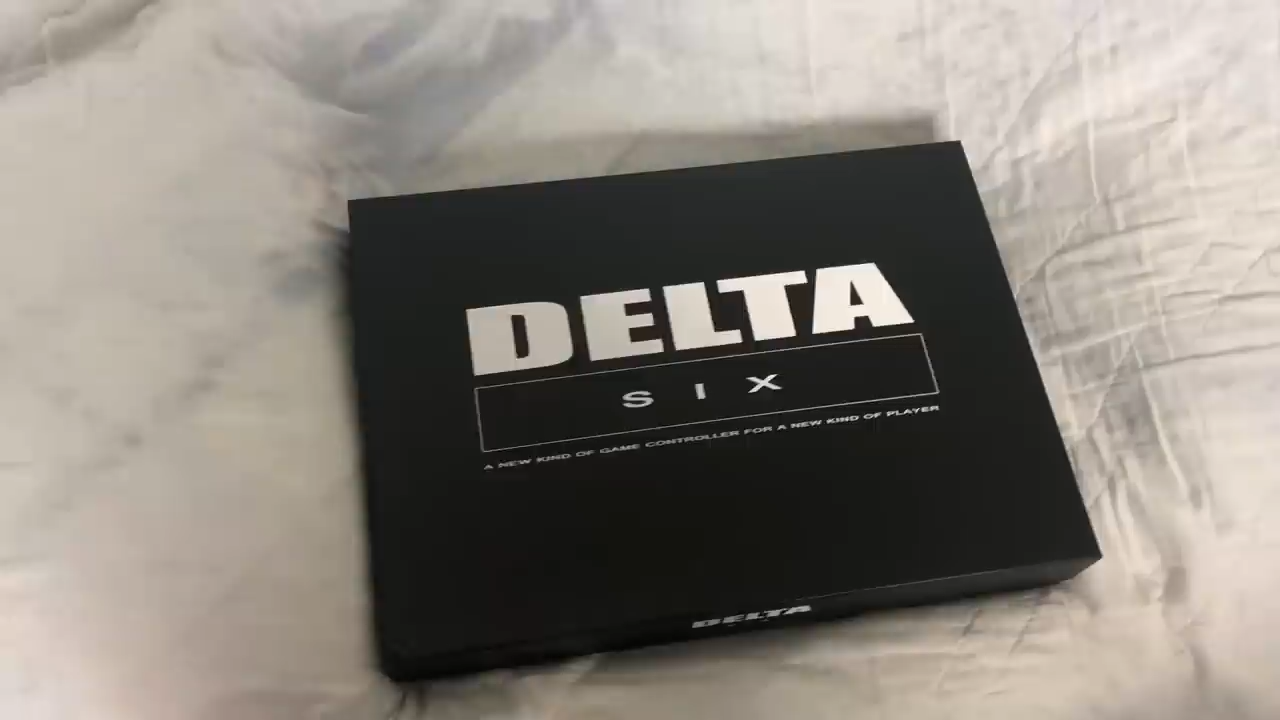 DELTA
SIX
A NEW KIND OF GAME CONTROLLER FOR A NEW KIND OF PLAYER
DELTA